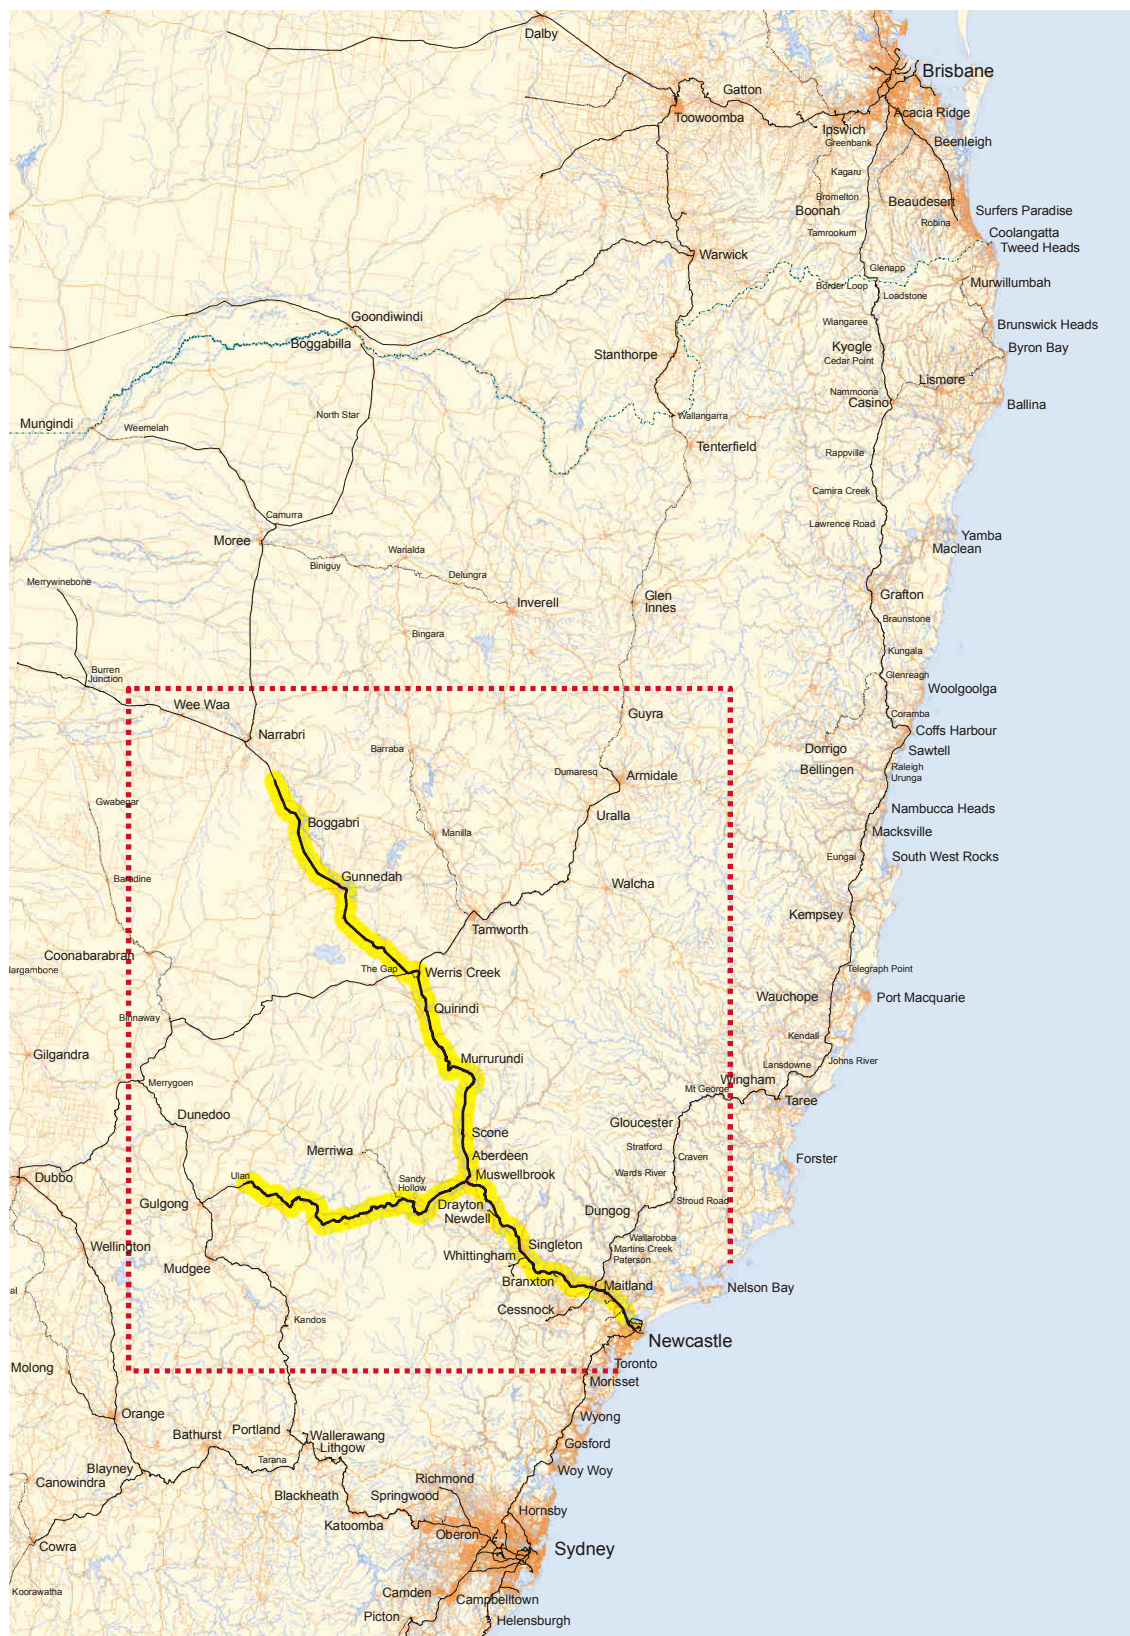 Dalby
Brisbane
Gatton
Toowoomba
Acacia Ridge
Ipswich
Greenbank
Beenleigh
Kagaru
Bromelton
Beaudesert
Boonah
Surfers Paradise
Robina
Tamrookum
Coolangatta
Tweed Heads
Warwick
Glenapp
Border Loop
Murwillumbah
Loadstone
Goondiwindi
Wiangaree
Brunswick Heads
Boggabilla
Kyogle
Byron Bay
Stanthorpe
Cedar Point
Lismore
Nammoona
Casino
Ballina
North Star
Wallangarra
Mungindi
Weemelah
Tenterfield
Rappville
Camira Creek
Camurra
Lawrence Road
Moree
Yamba
Maclean
Warialda
Biniguy
Delungra
Merrywinebone
Inverell
Glen
Innes
Grafton
Braunstone
Bingara
Kungala
Burren
Junction
Glenreagh
Woolgoolga
Wee Waa
Guyra
Coramba
Coffs Harbour
Narrabri
Barraba
Dorrigo
Sawtell
Dumaresq
Armidale
Bellingen
Raleigh
Urunga
Gwabegar
Nambucca Heads
Uralla
Boggabri
Manilla
Macksville
Eungai
South West Rocks
Baradine
Gunnedah
Walcha
Kempsey
Tamworth
Coonabarabran
largambone
The Gap
Werris Creek
Telegraph Point
Wauchope
Port Macquarie
Quirindi
Binnaway
Kendall
Gilgandra
Murrurundi
Johns River
Lansdowne
Merrygoen
Wingham
Mt George
Taree
Dunedoo
Gloucester
Scone
Merriwa
Stratford
Aberdeen
Craven
Forster
Dubbo
Ulan
Sandy
Hollow
Muswellbrook
Wards River
Gulgong
Drayton
Stroud Road
Newdell
Dungog
Wellington
Singleton
Wallarobba
Whittingham
Martins Creek
Paterson
Mudgee
Branxton
Maitland
Nelson Bay
al
Cessnock
Kandos
Newcastle
Molong
Toronto
Morisset
Orange
Wyong
Bathurst
Portland
Wallerawang
Lithgow
Gosford
Tarana
Blayney
Woy Woy
Canowindra
Richmond
Blackheath
Springwood
Hornsby
Katoomba
Oberon
Cowra
Sydney
Koorawatha
Camden
Campbelltown
Picton
Helensburgh